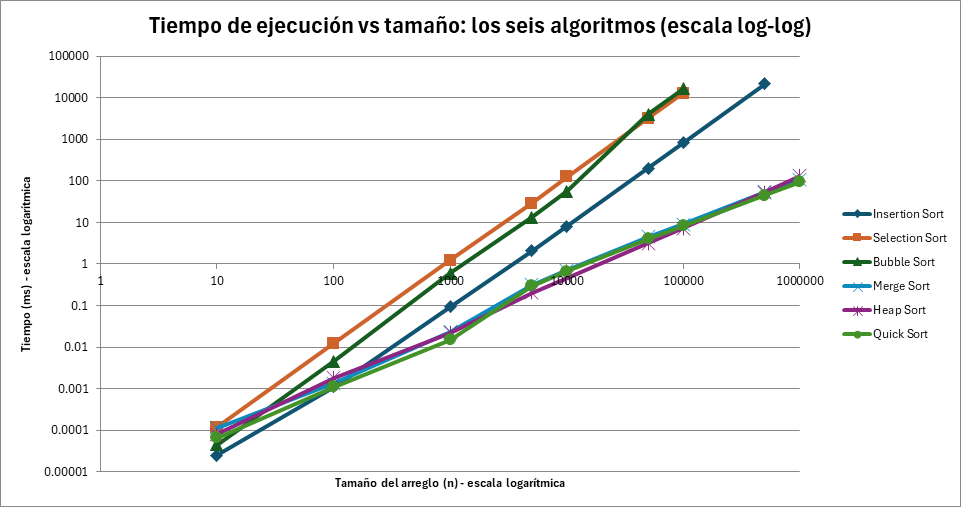 Tiempo de ejecución vs tamaño: los seis algoritmos (escala log-log)
100000
10000
1000
100
10
1
0.1
0.01
0.001
0.0001
0.00001
1 10 100 1000 10000 100000 1000000
Tiempo (ms) - escala logarítmica
Tamaño del arreglo (n) - escala logarítmica
Insertion Sort
Selection Sort
Bubble Sort
Merge Sort
Heap Sort
Quick Sort